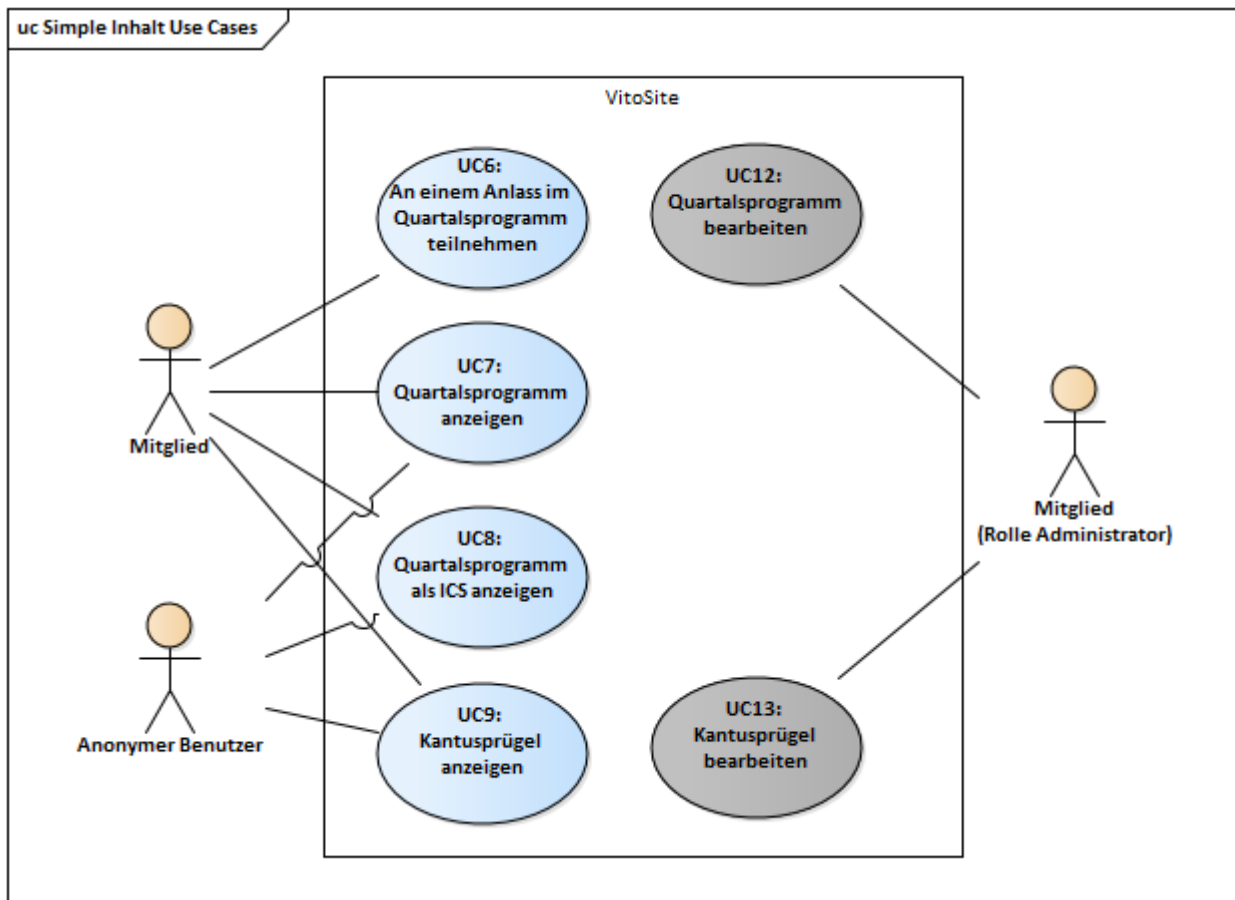 uc Simple Inhalt Use Cases
VitoSite
UC6:
An einem Anlass im
Quartalsprogramm
teilnehmen
UC12:
Quartalsprogramm
bearbeiten
UC7:
Quartalsprogramm
anzeigen
Mitglied
UC8:
Quartalsprogramm
als ICS anzeigen
Mitglied
(Rolle Administrator)
Anonymer Benutzer
UC9:
Kantusprügel
anzeigen
UC13:
Kantusprügel
bearbeiten